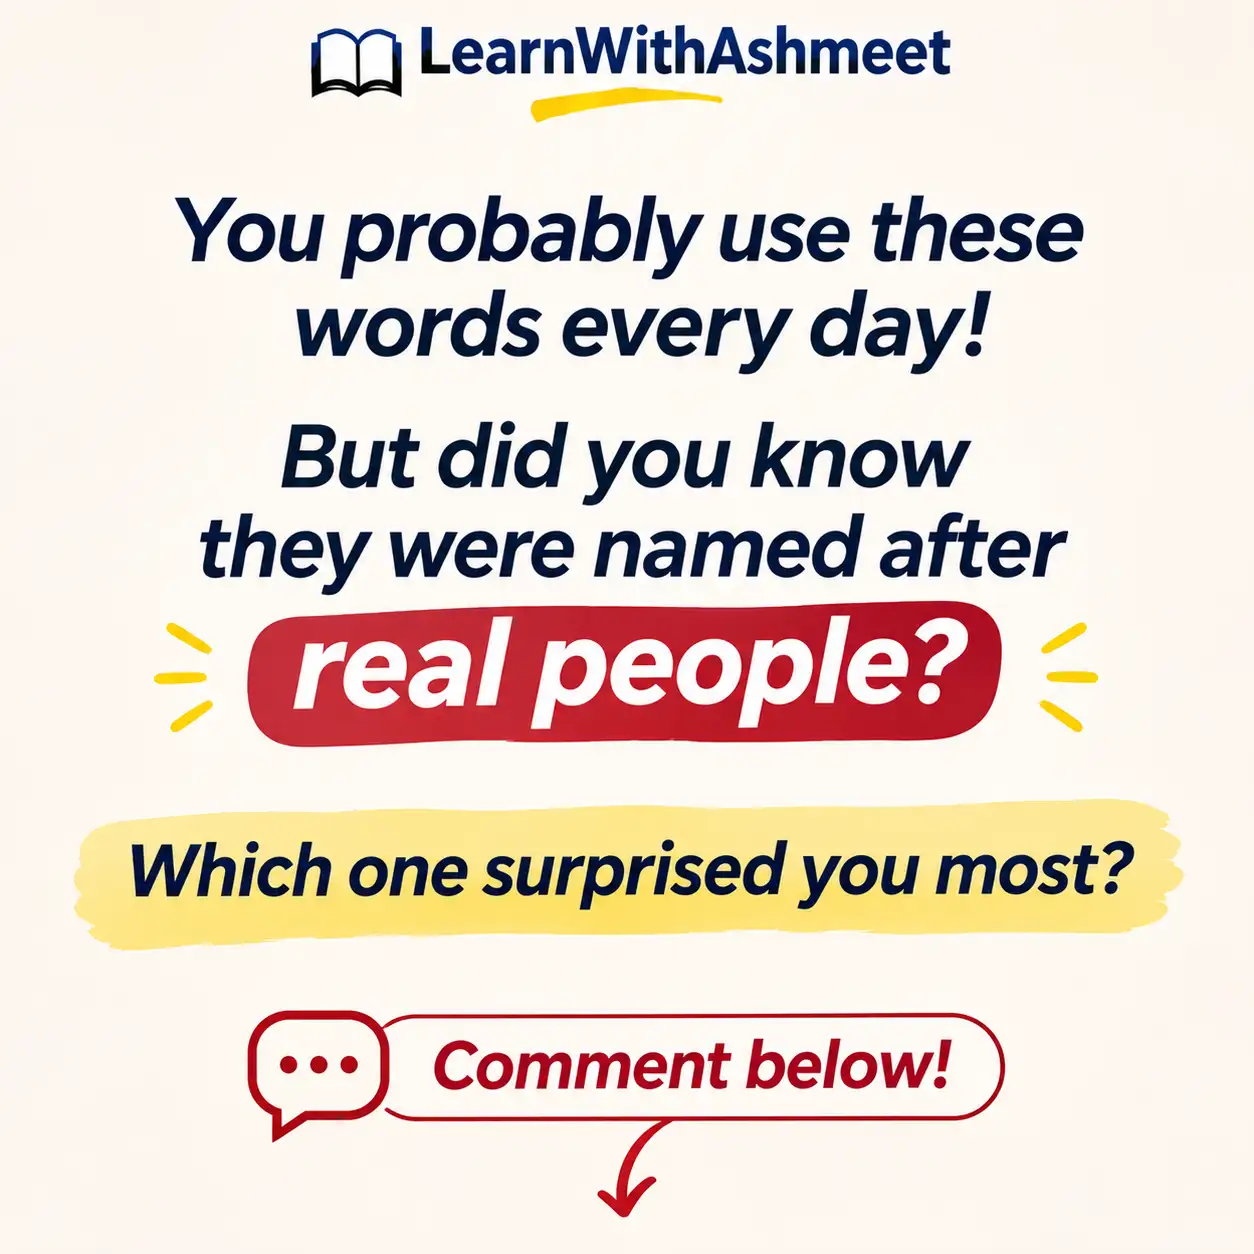 LearnWithAshmeet
You probably use these
words every day!
But did you know
they were named after
real people?
Which one surprised you most?
Comment below!